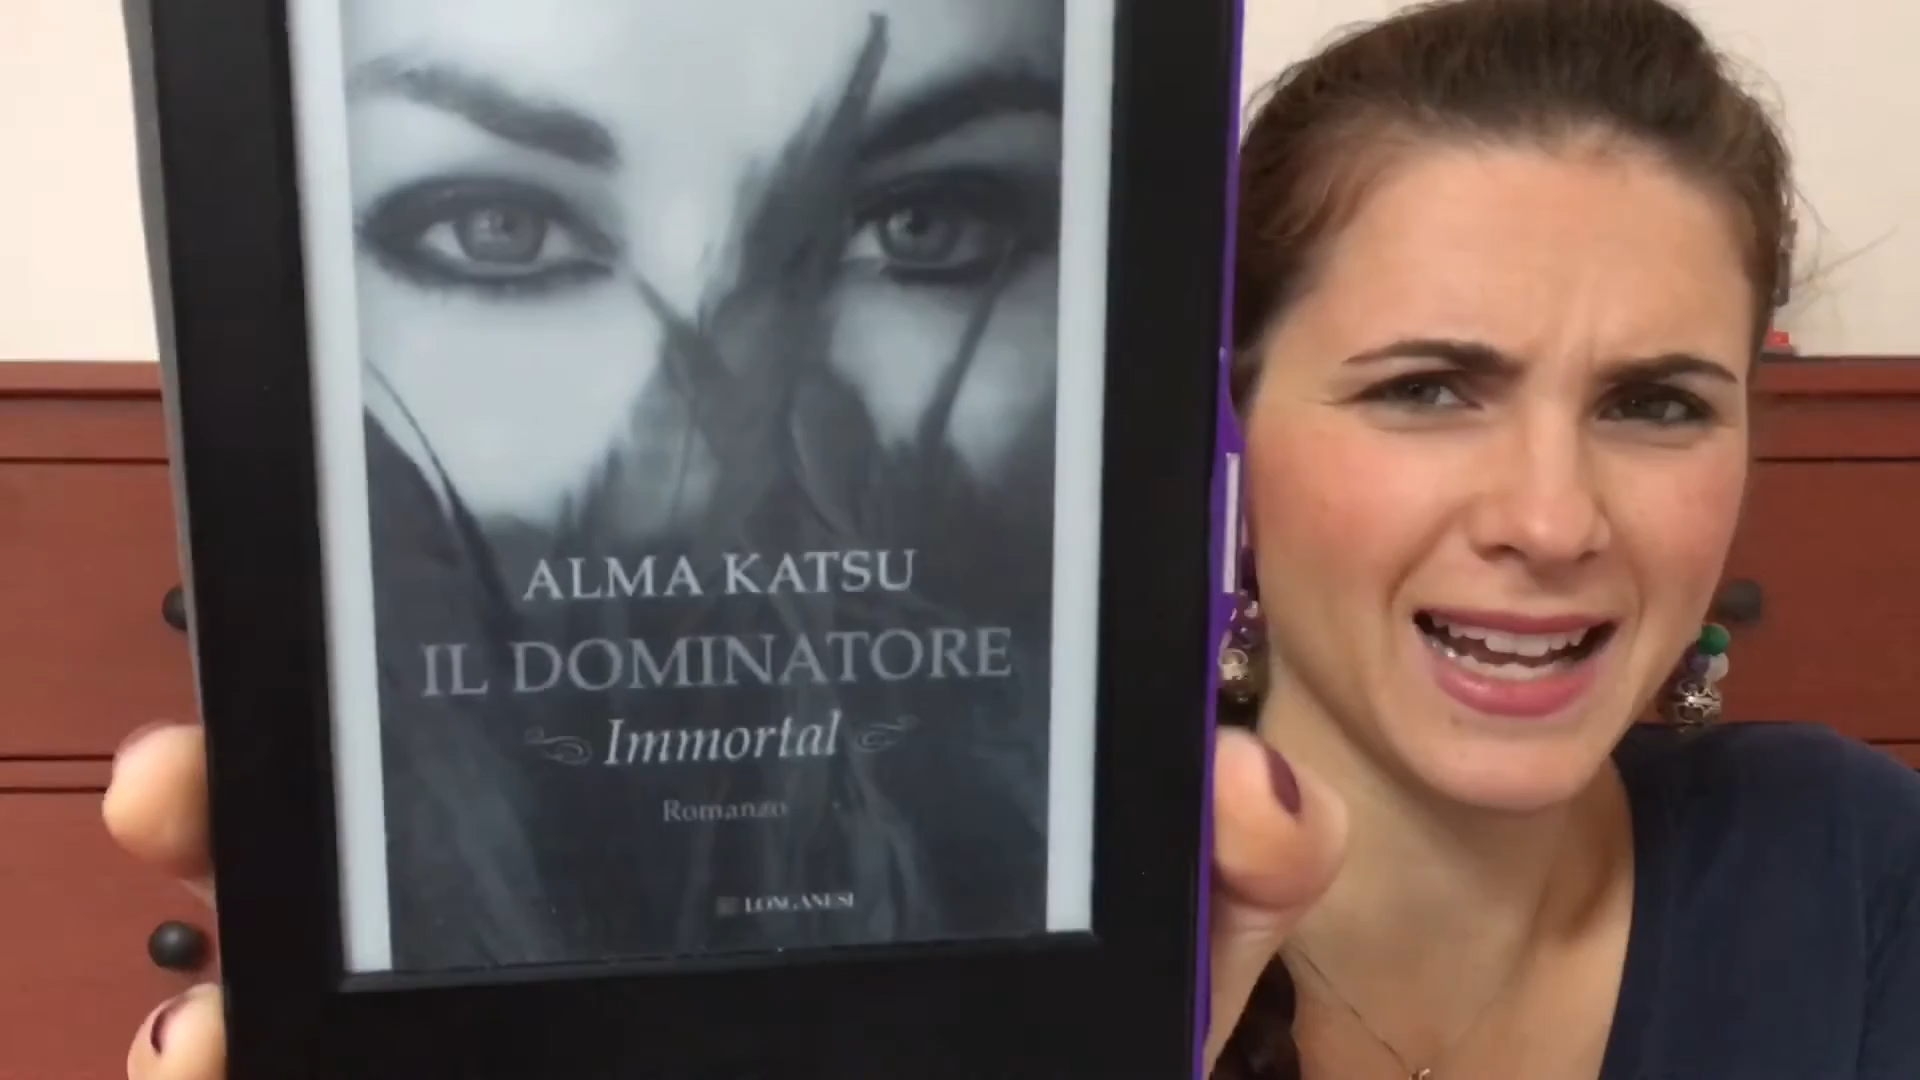 ALMA KATSU
IL DOMINATORE
Immortal
Romanzo
LONGANESI